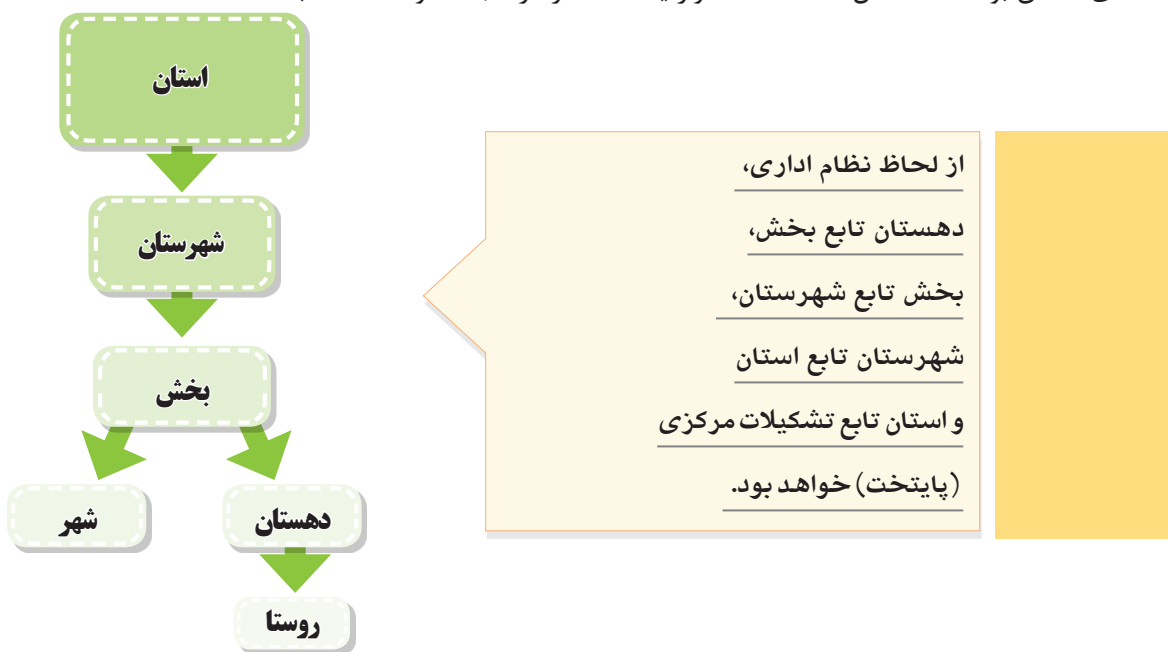 استان
شهرستان
بخش
شهر
دهستان
روستا
از لحاظ نظام اداری،
دهستان تابع بخش،
بخش تابع شهرستان،
شهرستان تابع استان
و استان تابع تشکیلات مرکزی
(پایتخت) خواهد بود.